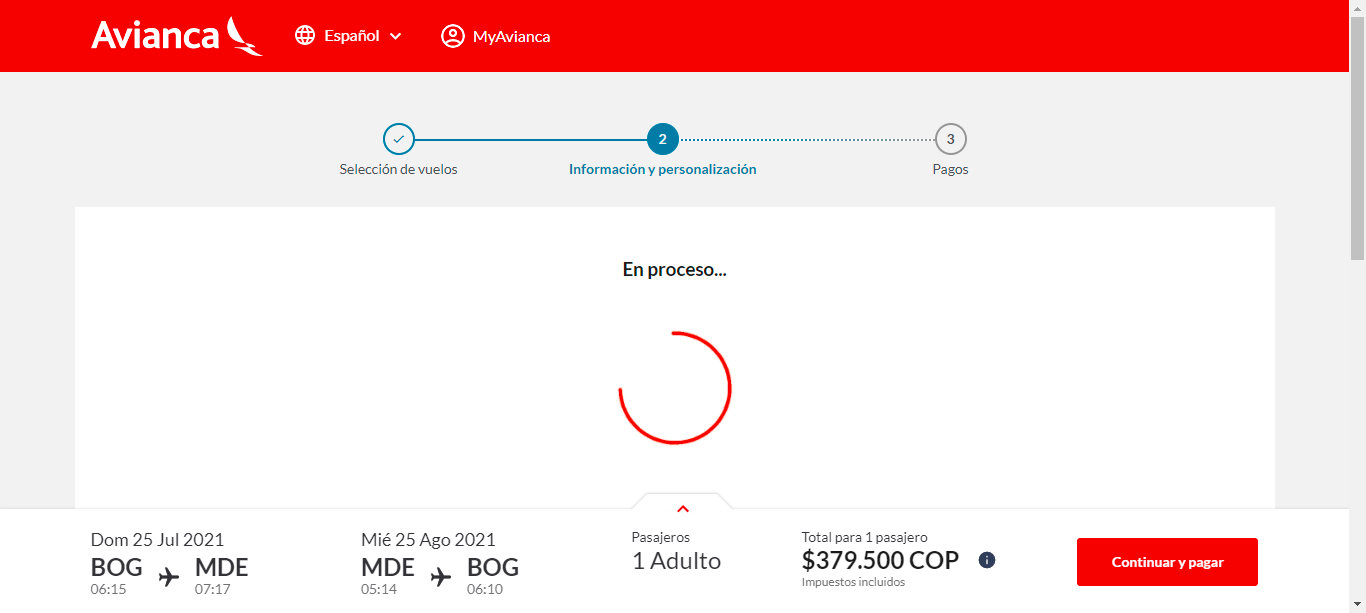 Avianca
Español
MyAvianca
2
3
Selección de vuelos
Información y personalización
Pagos
En proceso...
Dom 25 Jul 2021
BOG MDE
06:15 07:17
Mié 25 Ago 2021
MDE BOG
05:14 06:10
Pasajeros
1 Adulto
Total para 1 pasajero
$379.500 COP i
Impuestos incluidos
Continuar y pagar